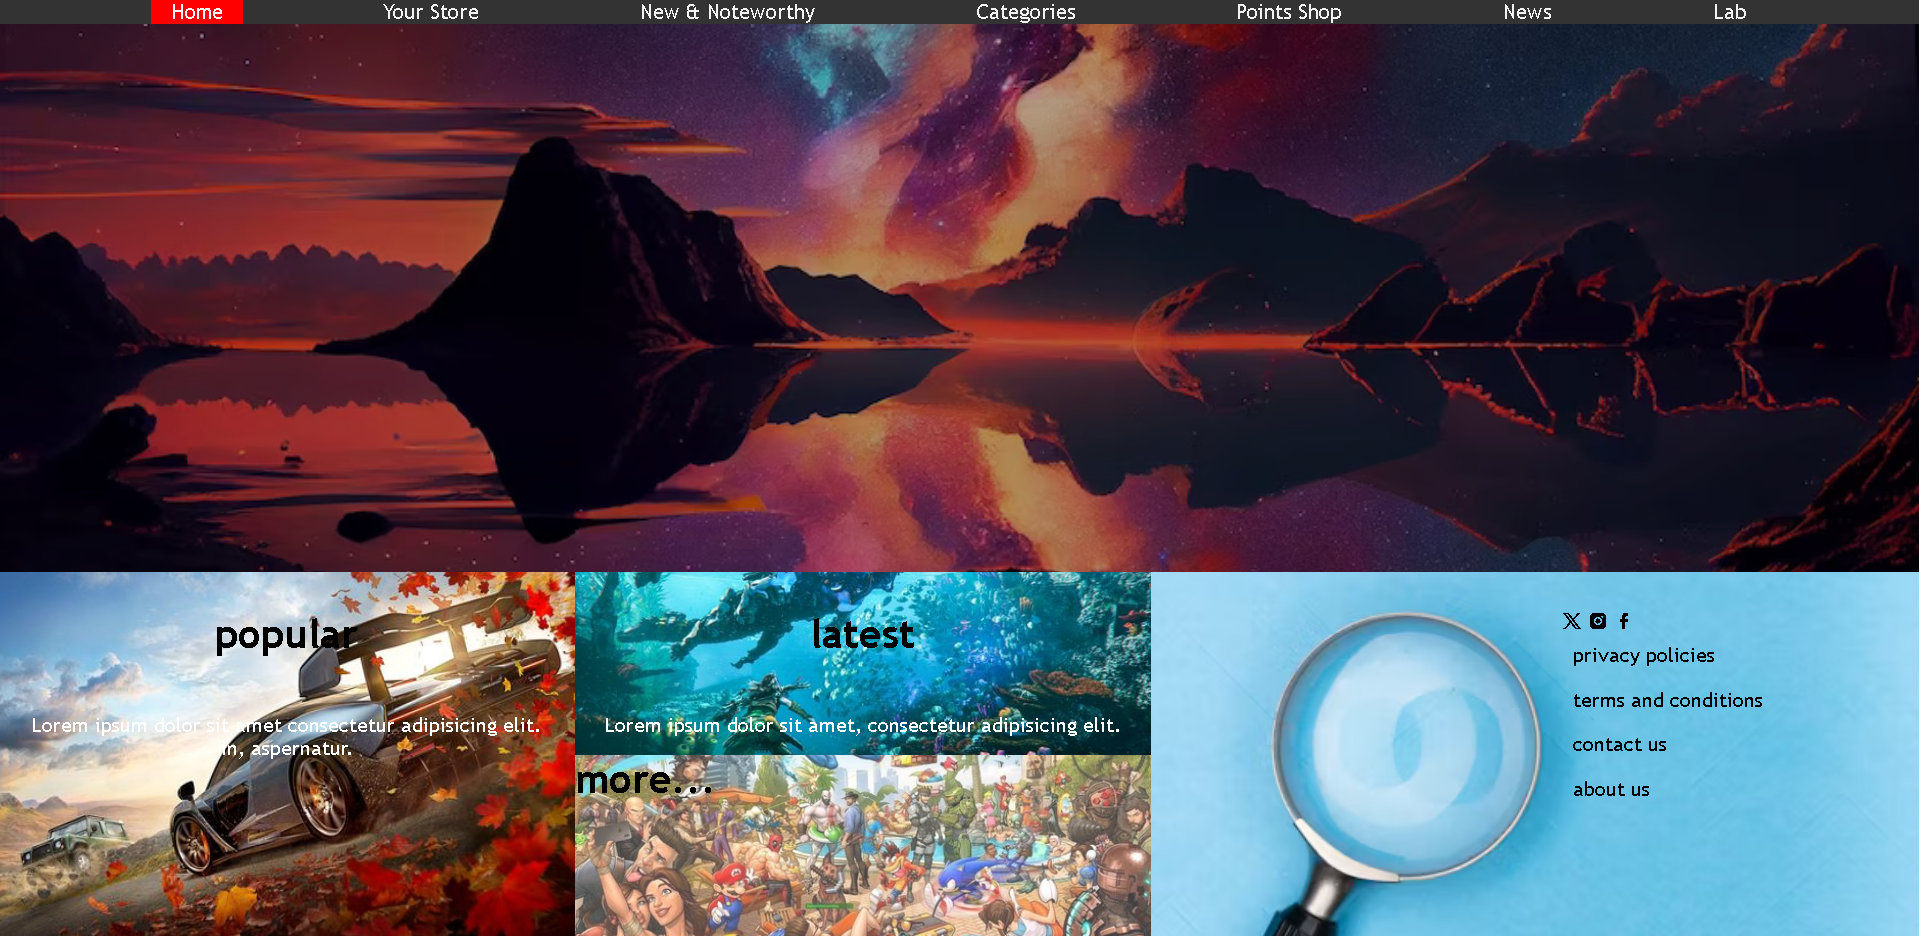 Home
Your Store
New & Noteworthy
Categories
Points Shop
News
Lab
popular
Lorem ipsum dolor sit amet consectetur adipisicing elit.
in, aspernatur.
latest
Lorem ipsum dolor sit amet, consectetur adipisicing elit.
more...
privacy policies
terms and conditions
contact us
about us